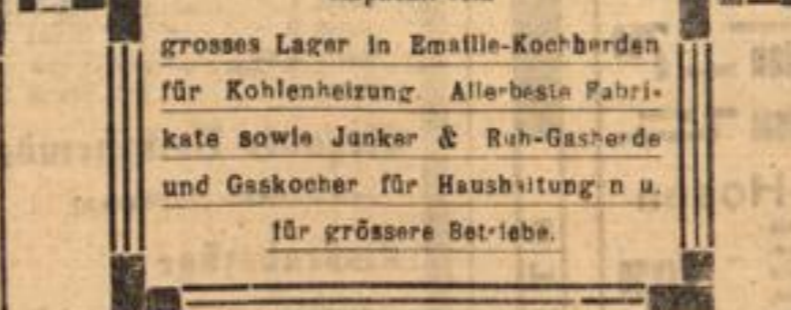 grosses Lager in Emaille-Kochherden
für Kohlenheizung Allerbeste Fabri-
kate sowie Junker & Ruh-Gasherde
und Gaskocher für Haushaltungen u.
für grössere Betriebe.